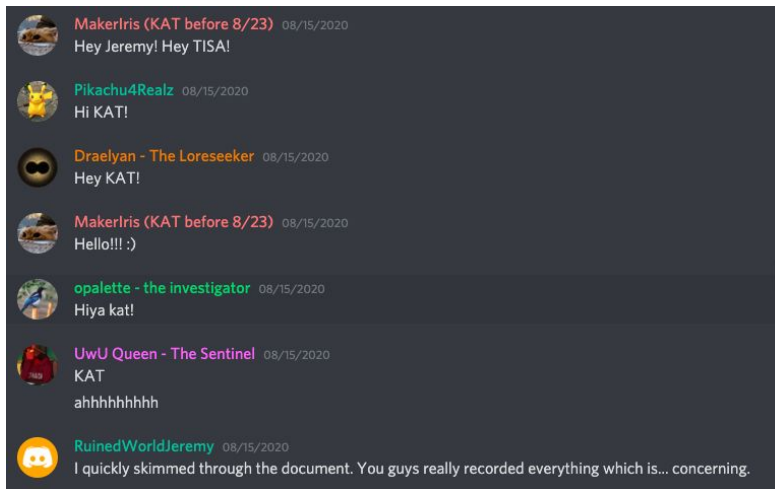 MakerIris (KAT before 8/23) 08/15/2020
Hey Jeremy! Hey TISA!
Pikachu4Realz 08/15/2020
Hi KAT!
Draelyan - The Loreseeker 08/15/2020
Hey KAT!
MakerIris (KAT before 8/23) 08/15/2020
Hello!!! :)
opalette - the investigator 08/15/2020
Hiya kat!
UwU Queen - The Sentinel 08/15/2020
KAT
ahhhhhhhhh
RuinedWorldJeremy 08/15/2020
I quickly skimmed through the document. You guys really recorded everything which is... concerning.